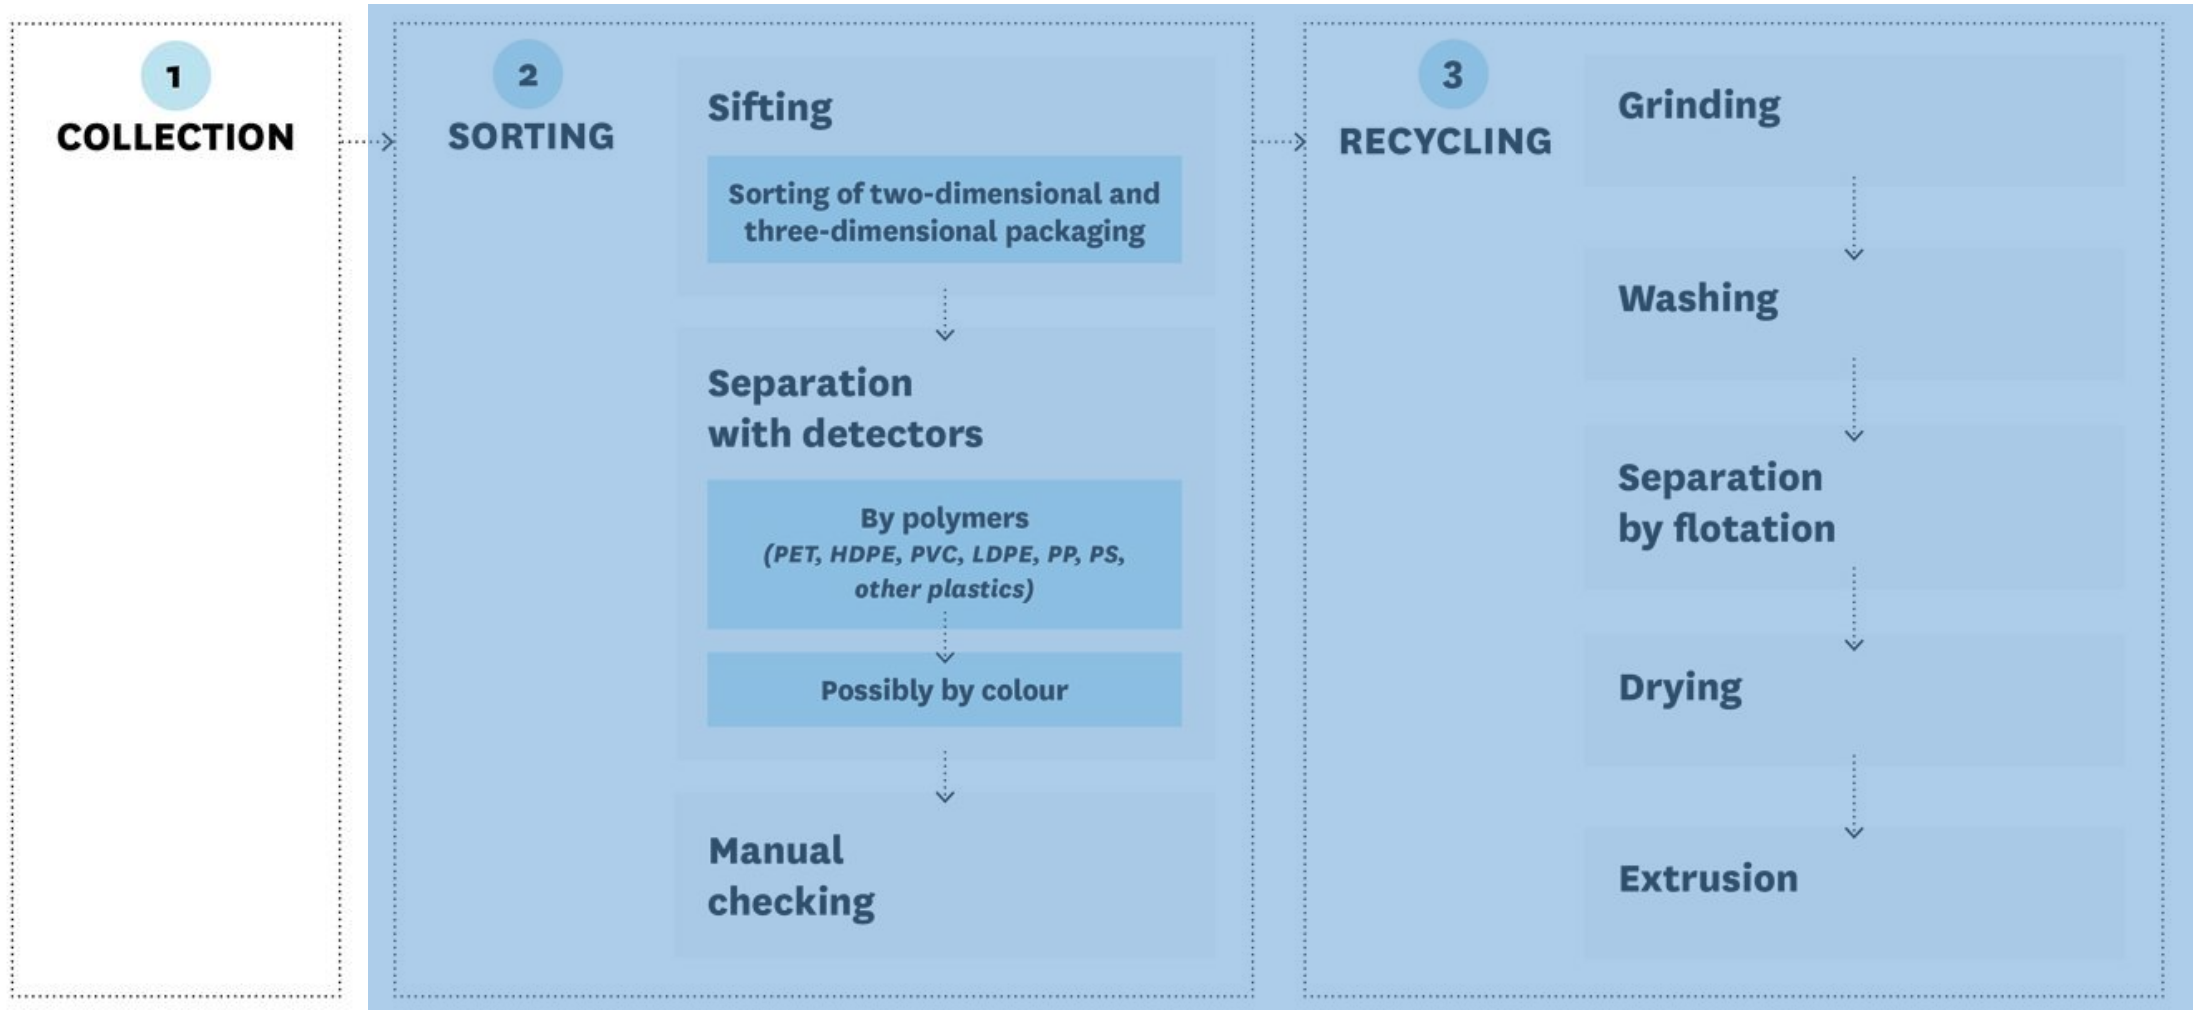 1
COLLECTION
2
SORTING
Sifting
Sorting of two-dimensional and
three-dimensional packaging
Separation
with detectors
By polymers
(PET, HDPE, PVC, LDPE, PP, PS,
other plastics)
Possibly by colour
Manual
checking
3
RECYCLING
Grinding
Washing
Separation
by flotation
Drying
Extrusion